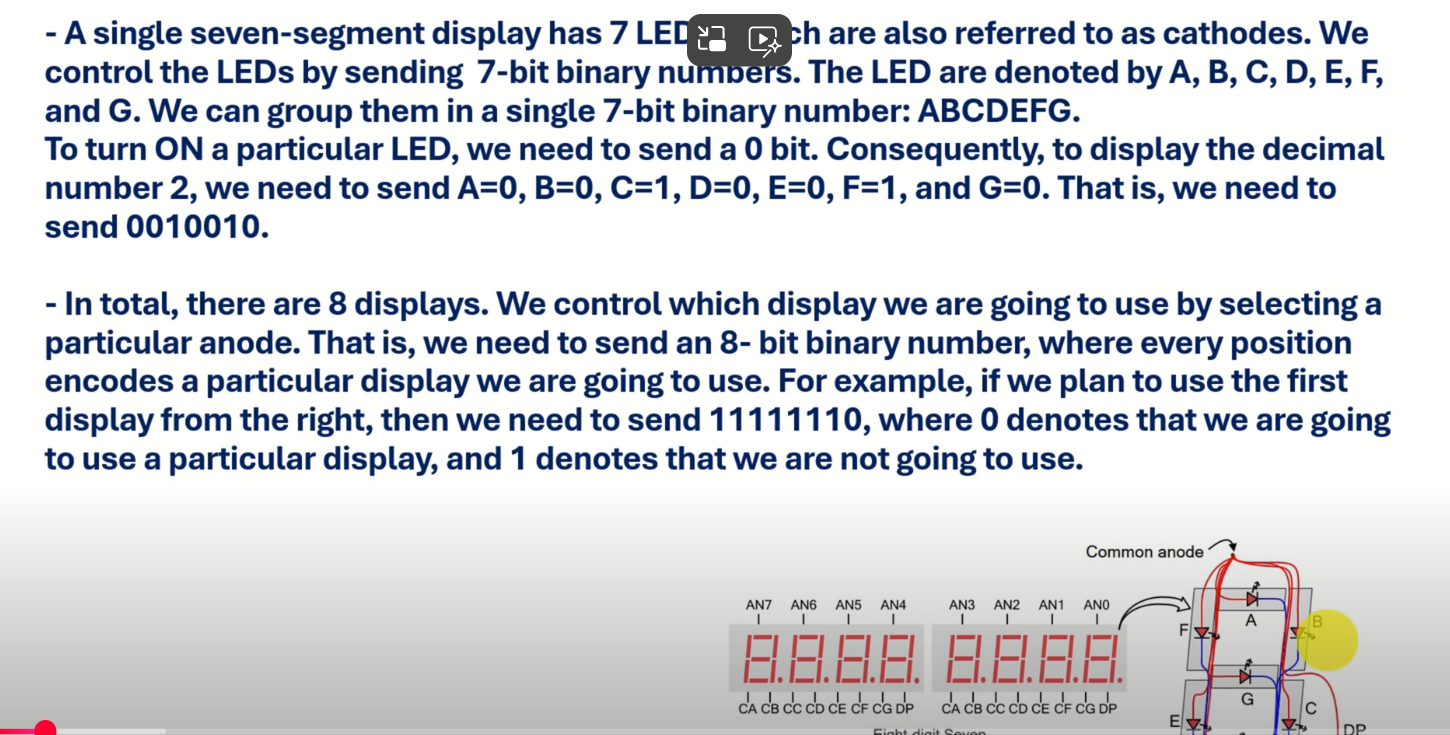 - A single seven-segment display has 7 LED ch are also referred to as cathodes. We
control the LEDs by sending 7-bit binary numbers. The LED are denoted by A, B, C, D, E, F,
and G. We can group them in a single 7-bit binary number: ABCDEFG.
To turn ON a particular LED, we need to send a 0 bit. Consequently, to display the decimal
number 2, we need to send A=0, B=0, C=1, D=0, E=0, F=1, and G=0. That is, we need to
send 0010010.
- In total, there are 8 displays. We control which display we are going to use by selecting a
particular anode. That is, we need to send an 8- bit binary number, where every position
encodes a particular display we are going to use. For example, if we plan to use the first
display from the right, then we need to send 11111110, where 0 denotes that we are going
to use a particular display, and 1 denotes that we are not going to use.
Common anode
AN7 AN6 AN5 AN4 AN3 AN2 AN1 AN0
A
F
B
8.8.8.8. 8.8.8.8.
G
CA CB CC CD CE CF CG DP CA CB CC CD CE CF CG DP
E
C
DP
Eight-digit Seven